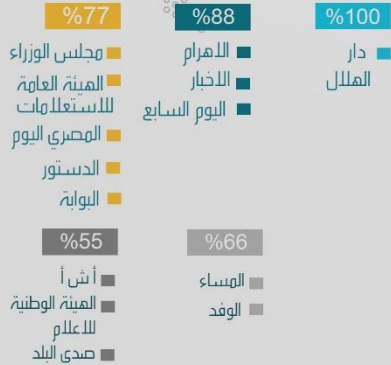 %100
دار
الهلال
%88
الاهرام
الاخبار
اليوم السابع
%77
مجلس الوزراء
الهيئة العامة
للاستعلامات
المصري اليوم
الدستور
البوابة
%66
المساء
الوفد
%55
أ ش أ
الهيئة الوطنية
للاعلام
صدى البلد